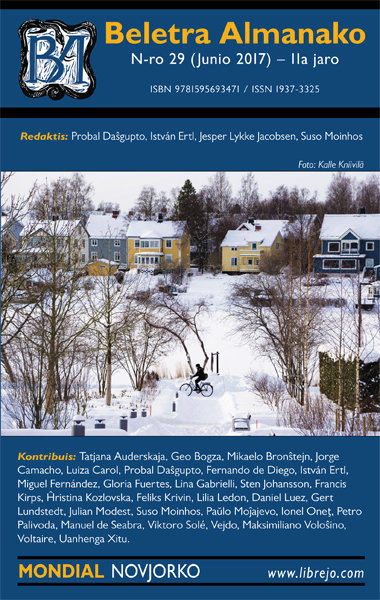 BA
Beletra Almanako
N-ro 29 (Junio 2017) – 11a jaro
ISBN 9781595693471 / ISSN 1937-3325
Redaktis: Probal Daŝgupto, István Ertl, Jesper Lykke Jacobsen, Suso Moinhos
Foto: Kalle Kniivilä
Kontribuis: Tatjana Auderskaja, Geo Bogza, Mikaelo Bronŝtejn, Jorge
Camacho, Luiza Carol, Probal Daŝgupto, Fernando de Diego, István Ertl,
Miguel Fernández, Gloria Fuertes, Lina Gabrielli, Sten Johansson, Francis
Kirps, Ĥristina Kozlovska, Feliks Krivin, Lilia Ledon, Daniel Luez, Gert
Lundstedt, Julian Modest, Suso Moinhos, Paŭlo Moĵajevo, Ionel Oneţ, Petro
Palivoda, Manuel de Seabra, Viktoro Solé, Vejdo, Maksimiliano Voloŝino,
Voltaire, Uanhenga Xitu.
MONDIAL NOVJORKO
www.librejo.com